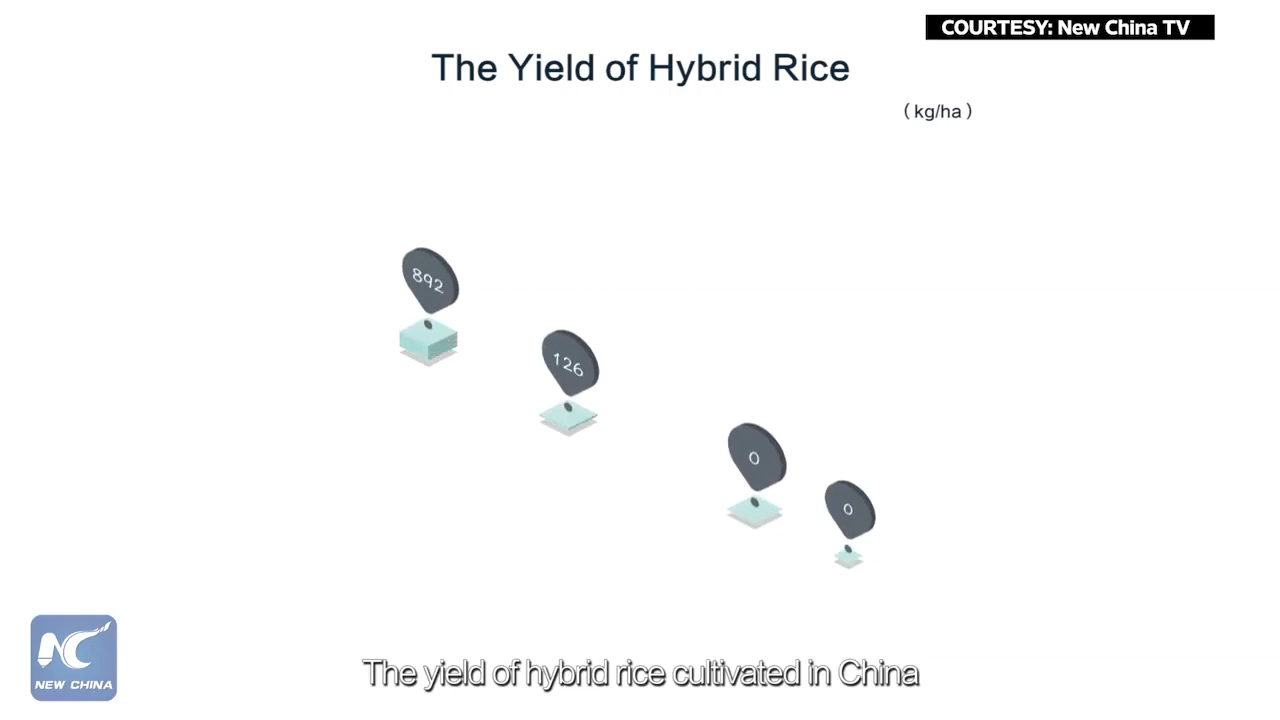 COURTESY: New China TV
The Yield of Hybrid Rice
( kg/ha )
892
126
0
0
NC
NEW CHINA
The yield of hybrid rice cultivated in China